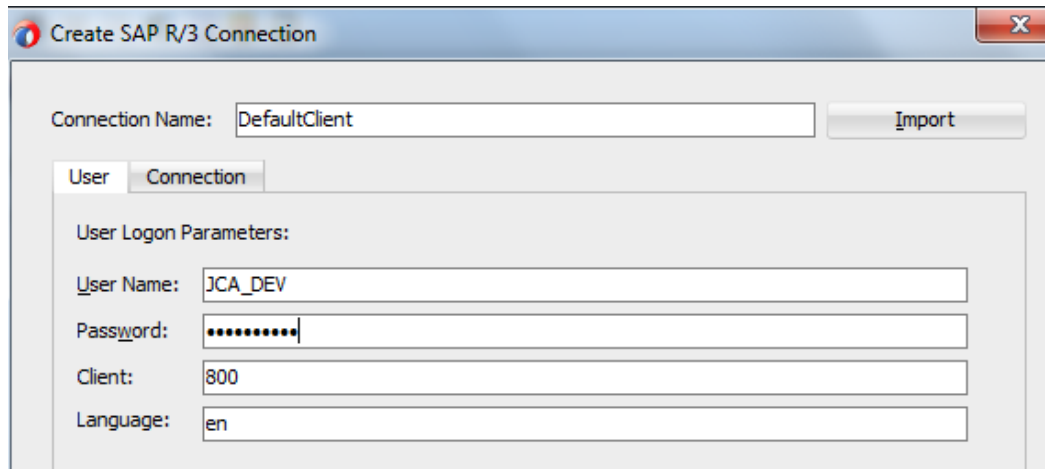 Create SAP R/3 Connection
Connection Name: DefaultClient Import
User Connection
User Logon Parameters:
User Name: JCA_DEV
Password: ••••••••••
Client: 800
Language: en